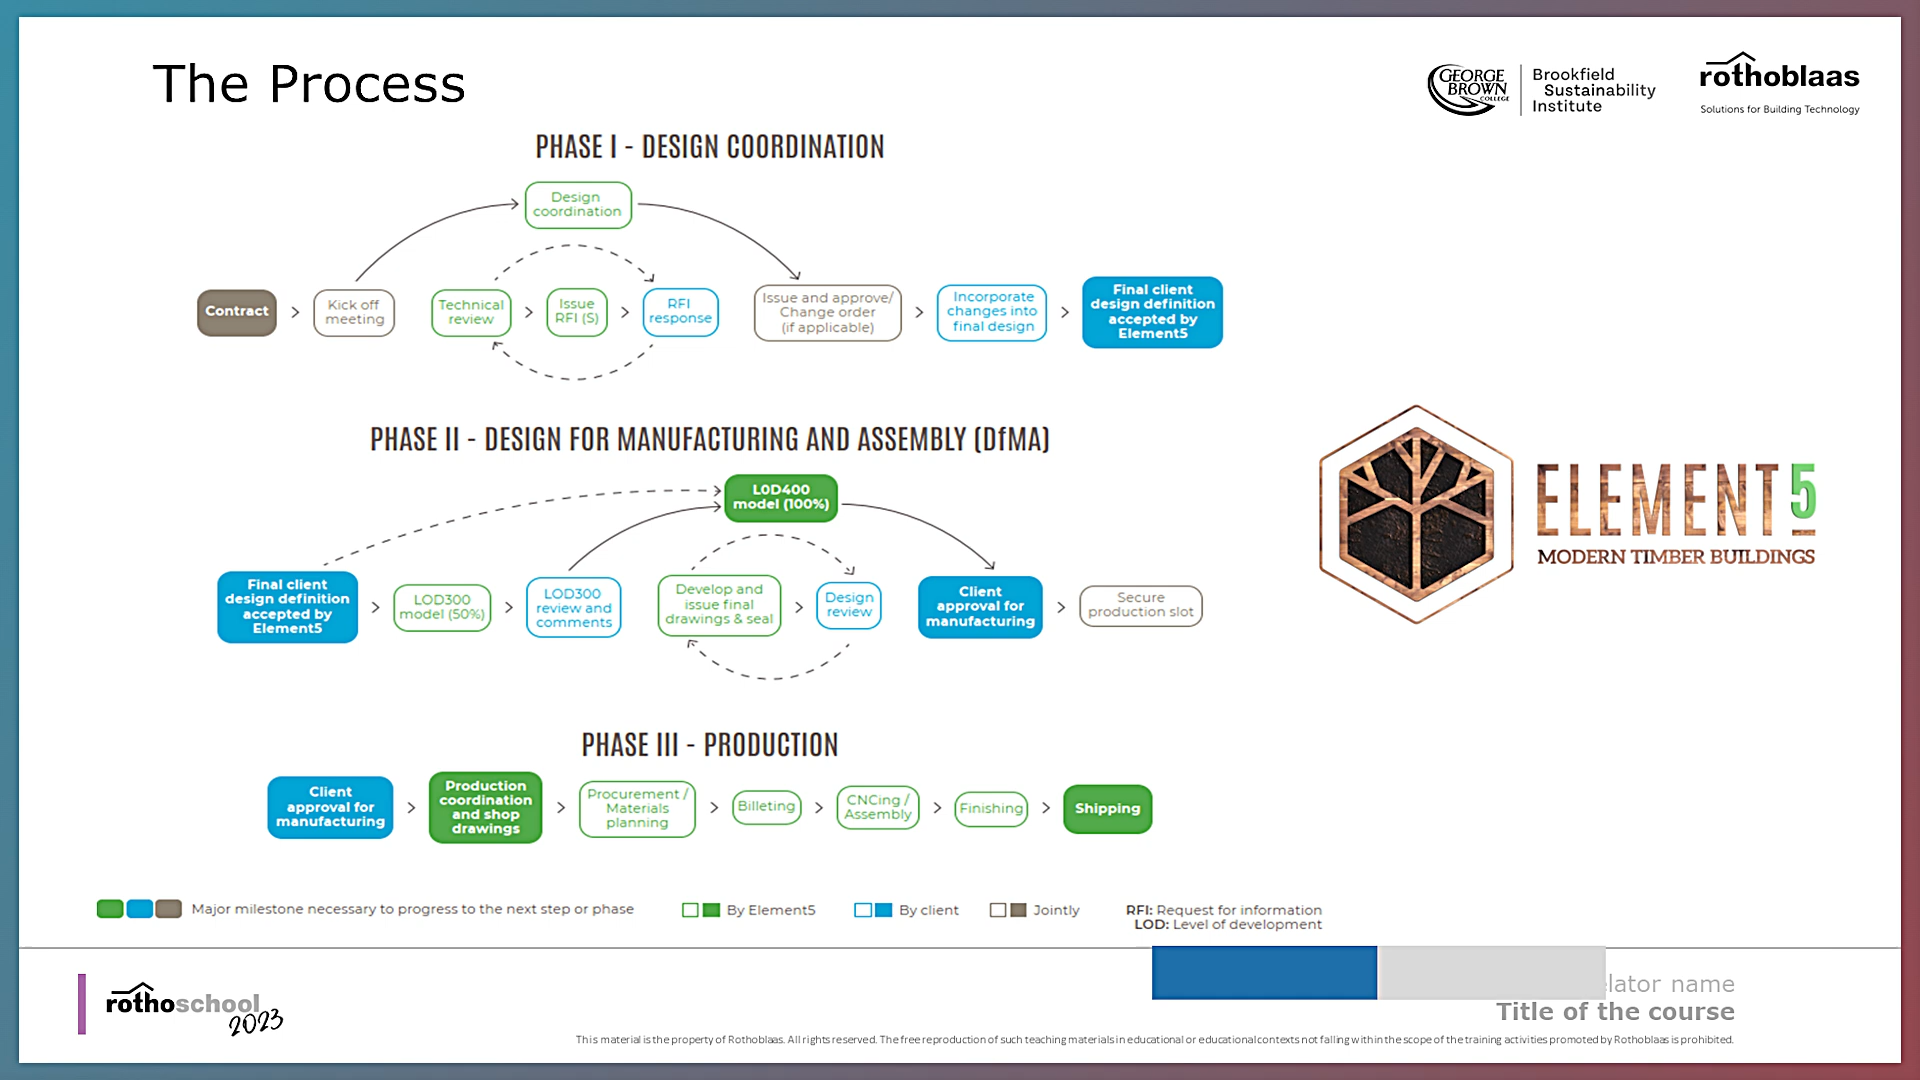 The Process
GEORGE
BROWN
COLLEGE
Brookfield
Sustainability
Institute
rothoblaas
Solutions for Building Technology
PHASE I - DESIGN COORDINATION
Design
coordination
Contract
Kick off
meeting
Technical
review
Issue
RFI (S)
RFI
response
Issue and approve/
Change order
(if applicable)
Incorporate
changes into
final design
Final client
design definition
accepted by
Element5
PHASE II - DESIGN FOR MANUFACTURING AND ASSEMBLY (DfMA)
L0D400
model (100%)
Final client
design definition
accepted by
Element5
LOD300
model (50%)
LOD300
review and
comments
Develop and
issue final
drawings & seal
Design
review
Client
approval for
manufacturing
Secure
production slot
ELEMENT5
MODERN TIMBER BUILDINGS
PHASE III - PRODUCTION
Client
approval for
manufacturing
Production
coordination
and shop
drawings
Procurement /
Materials
planning
Billeting
CNCing /
Assembly
Finishing
Shipping
Major milestone necessary to progress to the next step or phase
By Element5
By client
Jointly
RFI: Request for information
LOD: Level of development
rothoschool
2023
name
Title of the course
This material is the property of Rothoblaas. All rights reserved. The free reproduction of such teaching materials in educational or educational contexts not falling within the scope of the training activities promoted by Rothoblaas is prohibited.